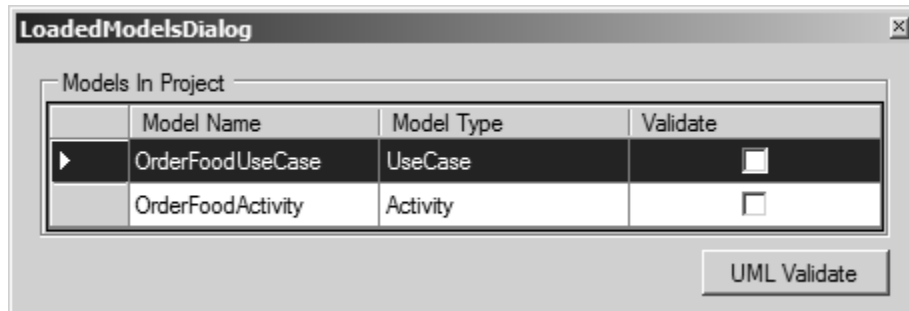 LoadedModelsDialog
Models In Project
Model Name Model Type Validate
OrderFoodUseCase UseCase
OrderFoodActivity Activity
UML Validate